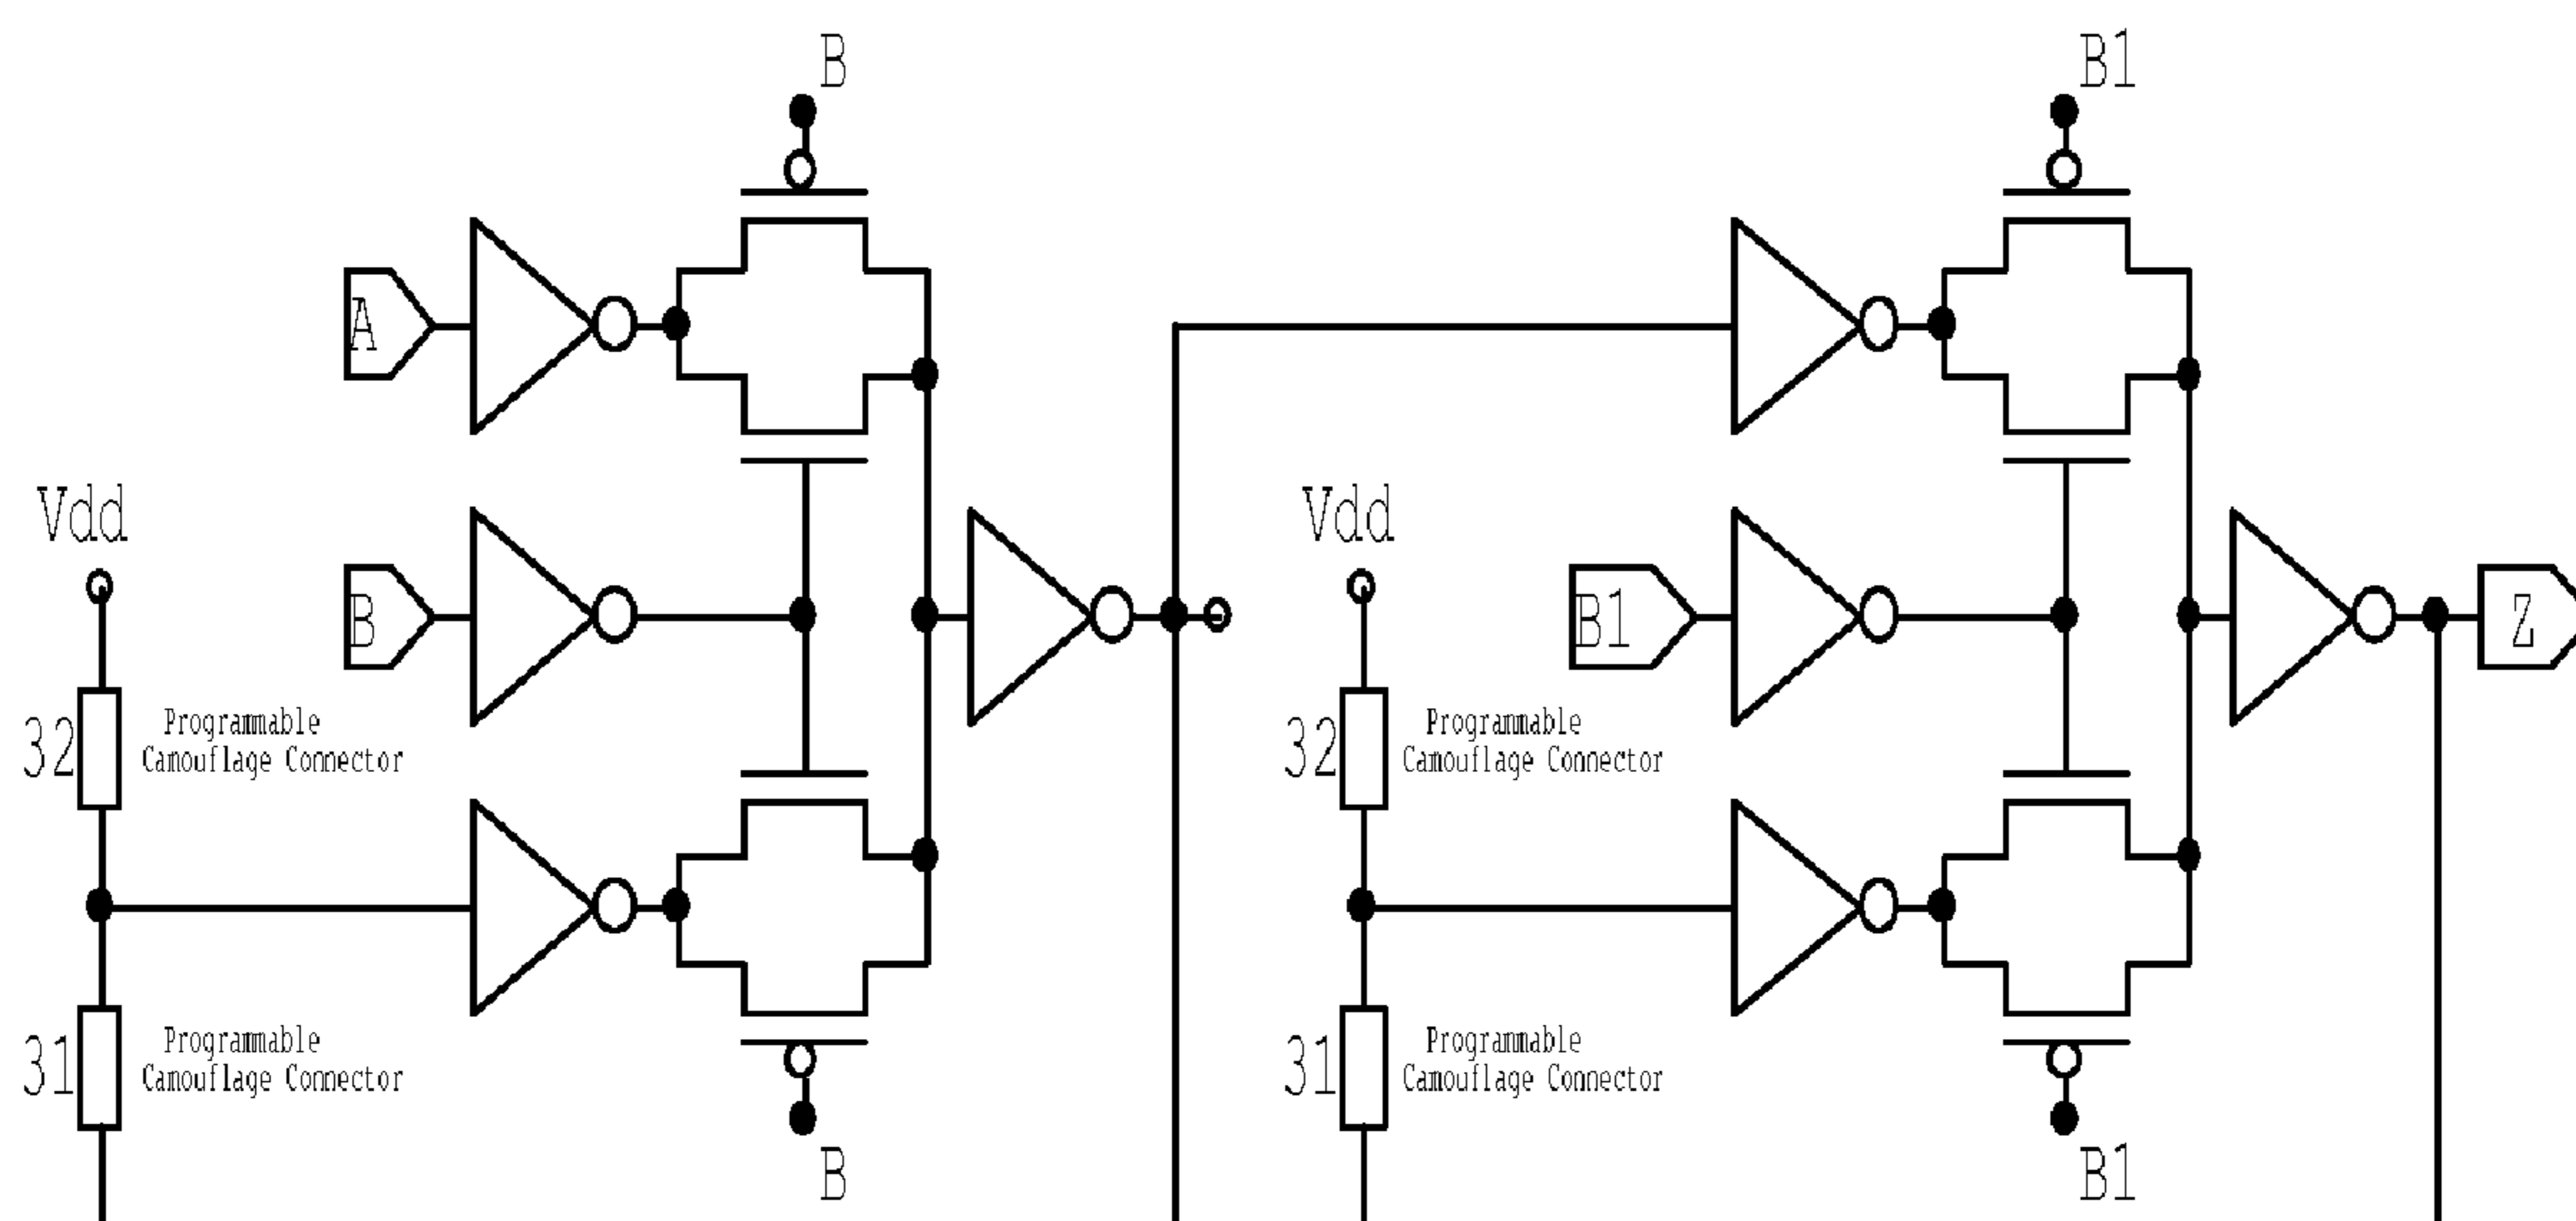 B
B1
A
Vdd
Vdd
B
B1
Z
32
Programmable
Camouflage Connector
32
Programmable
Camouflage Connector
31
Programmable
Camouflage Connector
31
Programmable
Camouflage Connector
B
B1